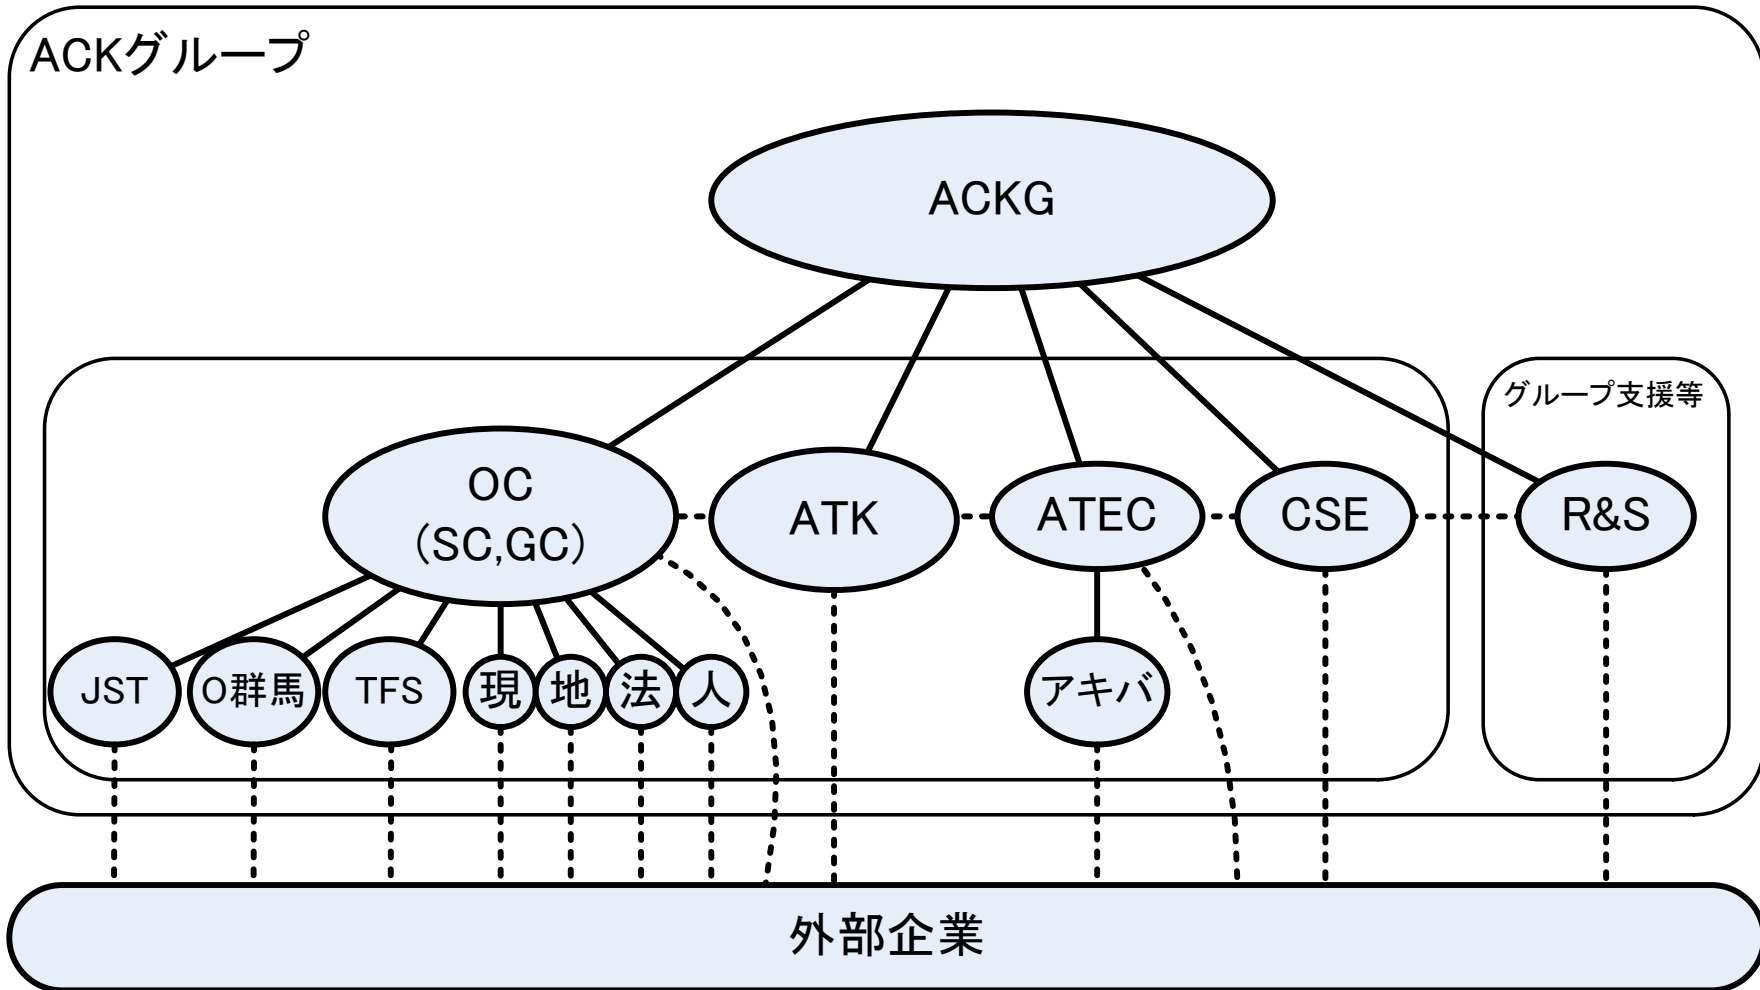 ACKグループ
ACKG
グループ支援等
OC
(SC,GC)
ATK
ATEC
CSE
R&S
JST
O群馬
TFS
現
地
法
人
アキバ
外部企業